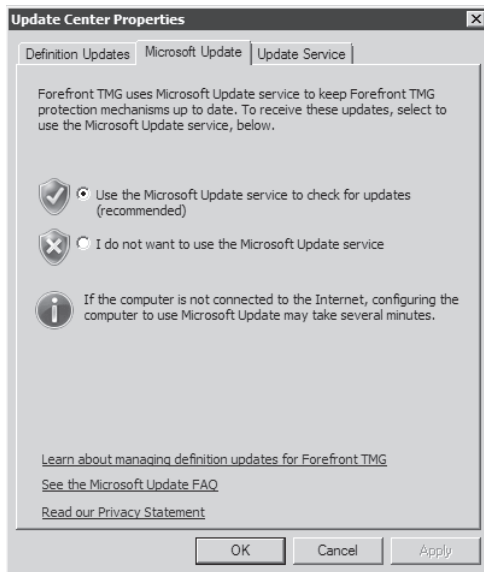 Update Center Properties
Definition Updates Microsoft Update Update Service
Forefront TMG uses Microsoft Update service to keep Forefront TMG
protection mechanisms up to date. To receive these updates, select to
use the Microsoft Update service, below.
Use the Microsoft Update service to check for updates
(recommended)
I do not want to use the Microsoft Update service
If the computer is not connected to the Internet, configuring the
computer to use Microsoft Update may take several minutes.
Learn about managing definition updates for Forefront TMG
See the Microsoft Update FAQ
Read our Privacy Statement
OK Cancel Apply